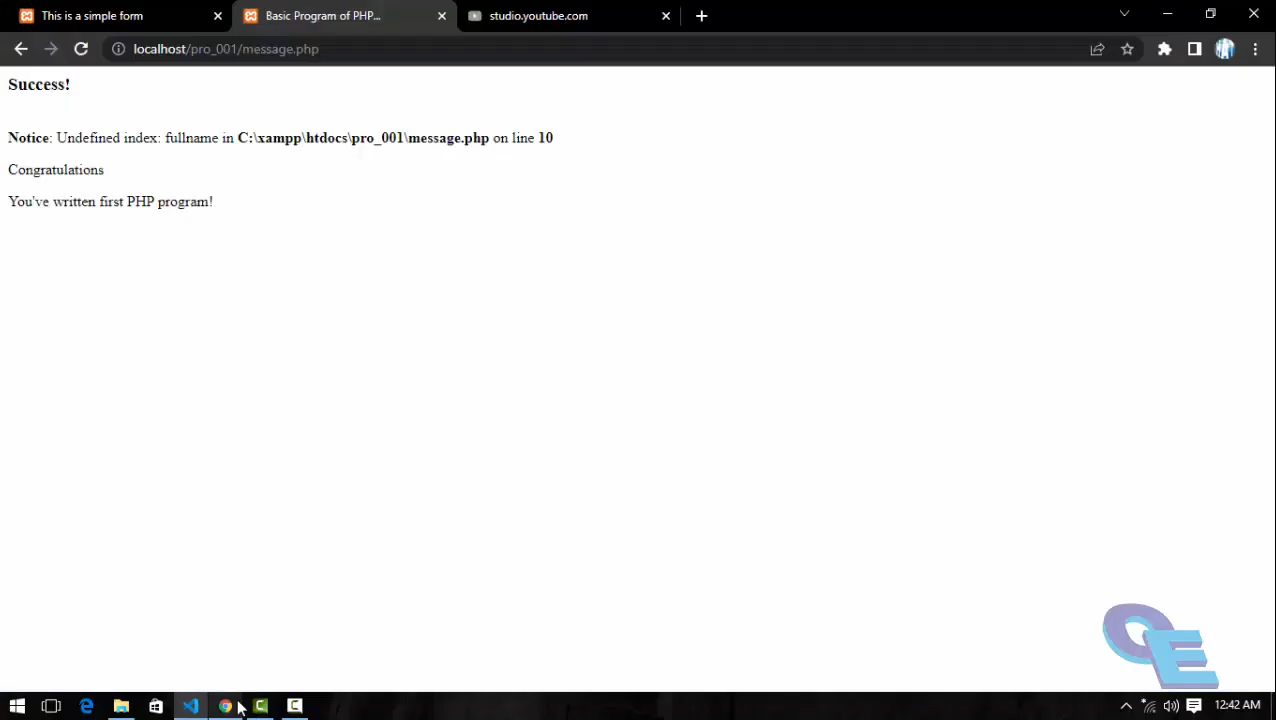 This is a simple form
Basic Program of PHP...
studio.youtube.com
localhost/pro_001/message.php
Success!
Notice: Undefined index: fullname in C:\xampp\htdocs\pro_001\message.php on line 10
Congratulations
You've written first PHP program!
OE
12:42 AM